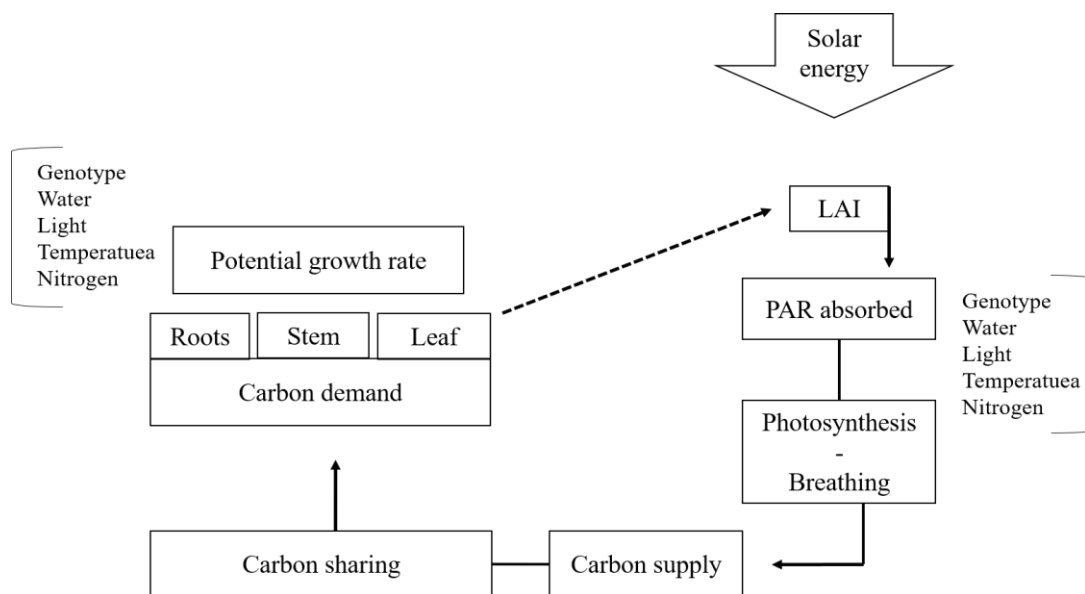 Solar
energy
Genotype
Water
Light
Temperatuea
Nitrogen
LAI
Potential growth rate
PAR absorbed
Genotype
Water
Light
Temperatuea
Nitrogen
Roots
Stem
Leaf
Carbon demand
Photosynthesis
-
Breathing
Carbon sharing
Carbon supply